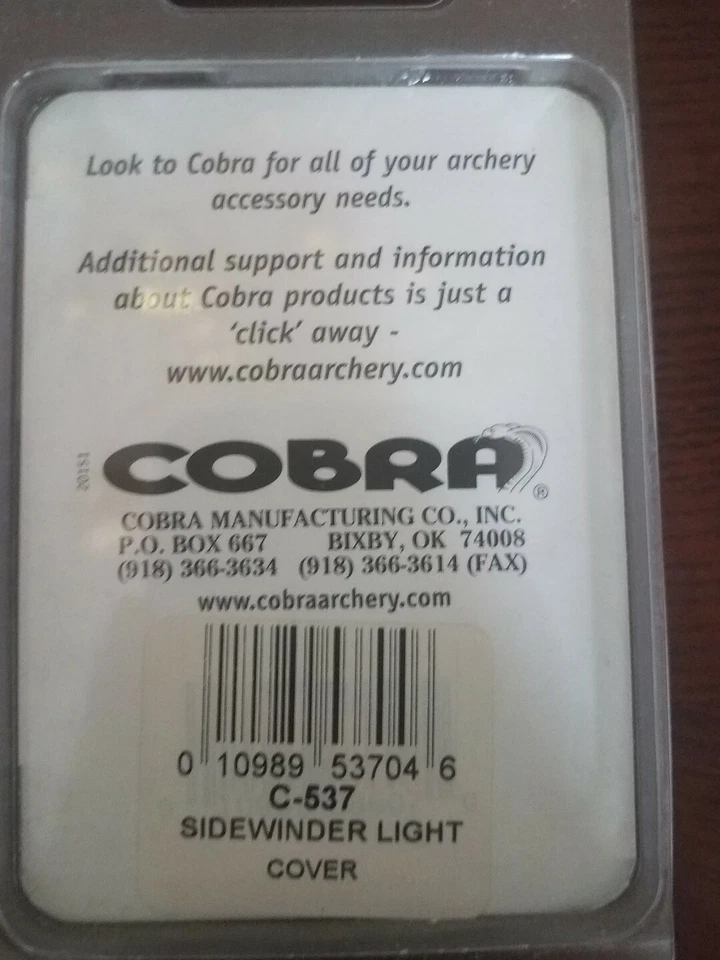 Look to Cobra for all of your archery
accessory needs.
Additional support and information
about Cobra products is just a
‘click’ away -
www.cobraarchery.com
20151
COBRA®
COBRA MANUFACTURING CO., INC.
P.O. BOX 667 BIXBY, OK 74008
(918) 366-3634 (918) 366-3614 (FAX)
www.cobraarchery.com
0 10989 53704 6
C-537
SIDEWINDER LIGHT
COVER